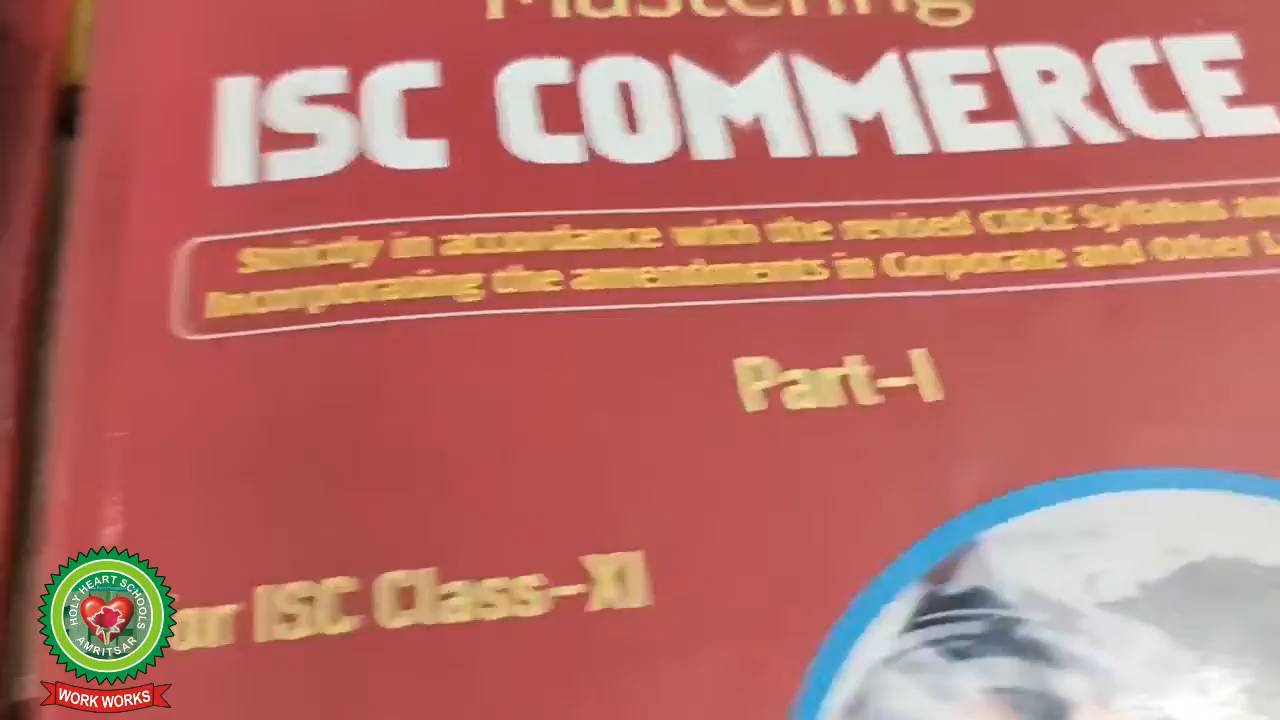 Mastering
ISC COMMERCE
Strictly in accordance with the revised CISCE Syllabus
Incorporating the amendments in Corporate and Other
Part-I
ISC Class-XI
HOLY HEART SCHOOLS
AMRITSAR
WORK WORKS